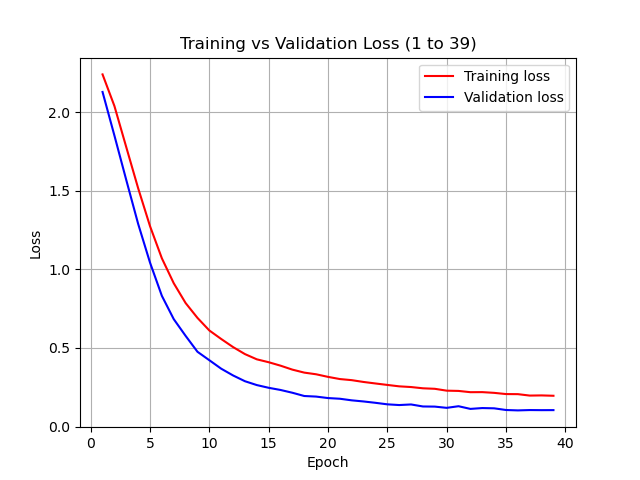 Training vs Validation Loss (1 to 39)
Training loss
Validation loss
Loss
2.0
1.5
1.0
0.5
0.0
0 5 10 15 20 25 30 35 40
Epoch